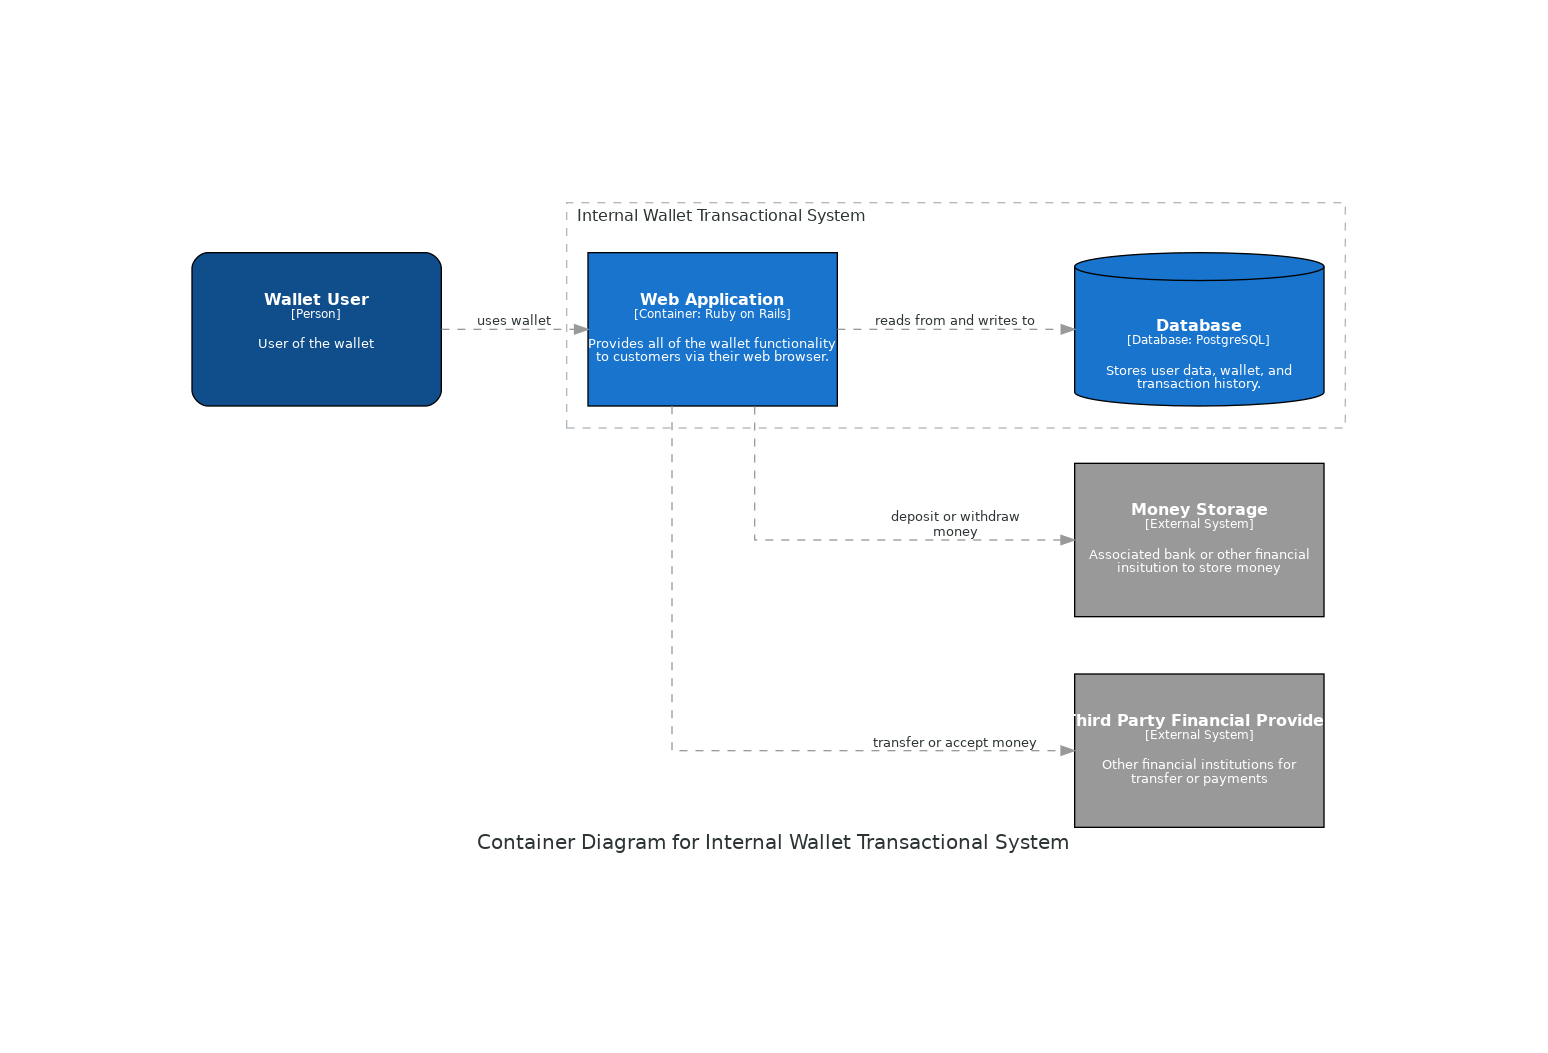 Internal Wallet Transactional System
Wallet User
[Person]
User of the wallet
uses wallet
Web Application
[Container: Ruby on Rails]
Provides all of the wallet functionality
to customers via their web browser.
reads from and writes to
Database
[Database: PostgreSQL]
Stores user data, wallet, and
transaction history.
deposit or withdraw
money
Money Storage
[External System]
Associated bank or other financial
insitution to store money
transfer or accept money
Third Party Financial Provide
[External System]
Other financial institutions for
transfer or payments
Container Diagram for Internal Wallet Transactional System